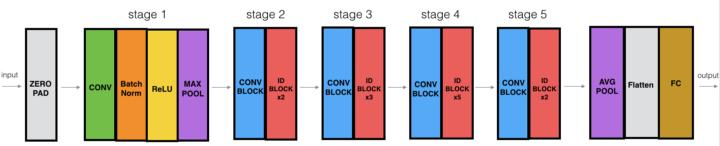 stage 1
stage 2
stage 3
stage 4
stage 5
input
ZERO
PAD
CONV
Batch
Norm
ReLU
MAX
POOL
CONV
BLOCK
ID
BLOCK
x2
CONV
BLOCK
ID
BLOCK
x3
CONV
BLOCK
ID
BLOCK
x5
CONV
BLOCK
ID
BLOCK
x2
AVG
POOL
Flatten
FC
output